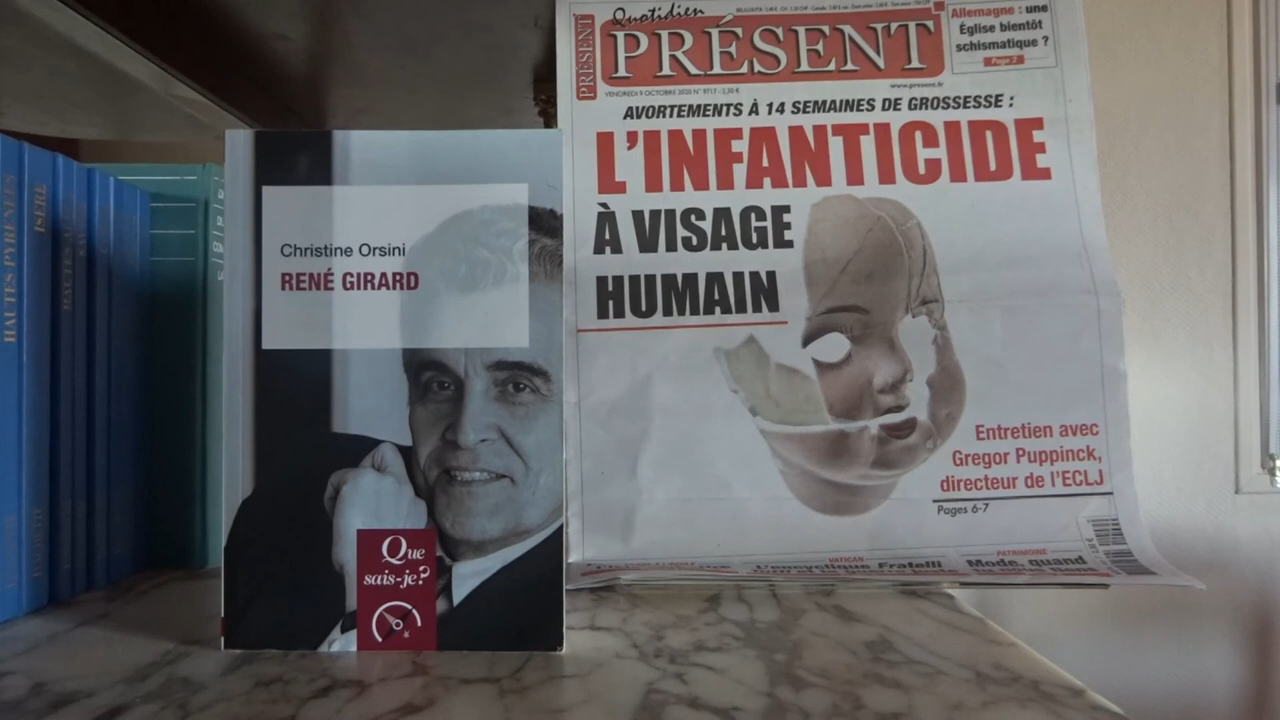 HAUTES PYRENEES
ISERE
Christine Orsini
RENÉ GIRARD
Que
sais-je?
PRÉSENT
Quotidien
PRÉSENT
Allemagne : une
Église bientôt
schismatique ?
Page 2
VENDREDI 9 OCTOBRE 2020
www.present.fr
AVORTEMENTS À 14 SEMAINES DE GROSSESSE :
L'INFANTICIDE
À VISAGE
HUMAIN
Entretien avec
Gregor Puppinck,
directeur de l'ECLJ
Pages 6-7
VATICAN
L'encyclique Fratelli
PATRIMOINE
Mode, quand